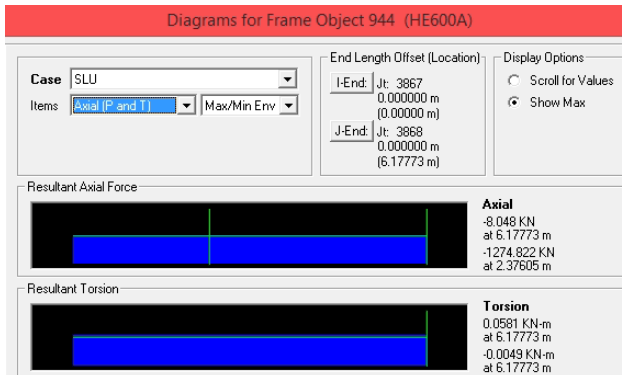 Diagrams for Frame Object 944 (HE600A)
Case SLU
Items Axial (P and T) Max/Min Env
End Length Offset (Location)
I-End: Jt: 3867
0.000000 m
(0.00000 m)
J-End: Jt: 3868
0.000000 m
(6.17773 m)
Display Options
Scroll for Values
Show Max
Resultant Axial Force
Axial
-8.048 KN
at 6.17773 m
-1274.822 KN
at 2.37605 m
Resultant Torsion
Torsion
0.0581 KN-m
at 6.17773 m
-0.0049 KN-m
at 6.17773 m